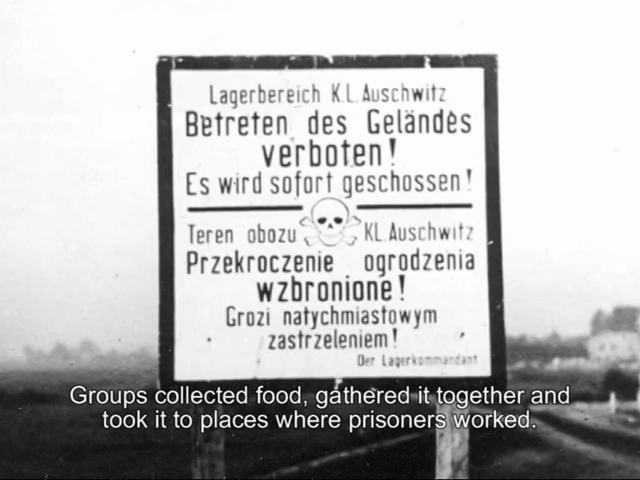 Lagerbereich K.L. Auschwitz
Betreten des Geländes
verboten!
Es wird sofort geschossen!
Teren obozu KL. Auschwitz
Przekroczenie ogrodzenia
wzbronione!
Grozi natychmiastowym
zastrzeleniem!
Der Lagerkommandant
Groups collected food, gathered it together and
took it to places where prisoners worked.